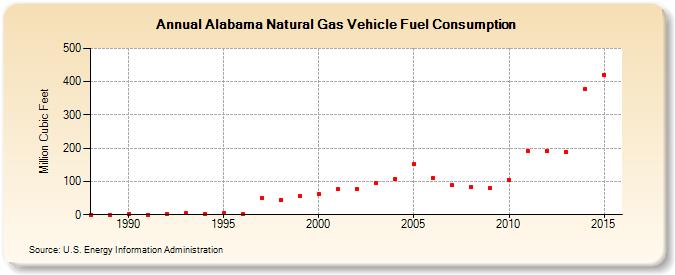 Annual Alabama Natural Gas Vehicle Fuel Consumption
Million Cubic Feet
500
400
300
200
100
0
1990 1995 2000 2005 2010 2015
Source: U.S. Energy Information Administration